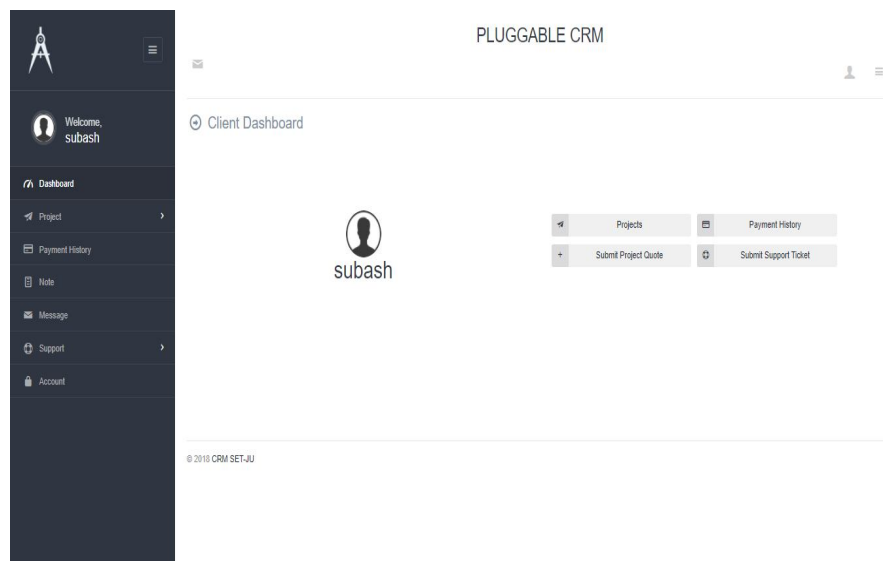 PLUGGABLE CRM
Welcome,
subash
Dashboard
Project
Payment History
Note
Message
Support
Account
Client Dashboard
subash
Projects
Payment History
Submit Project Quote
Submit Support Ticket
© 2018 CRM SET-JU